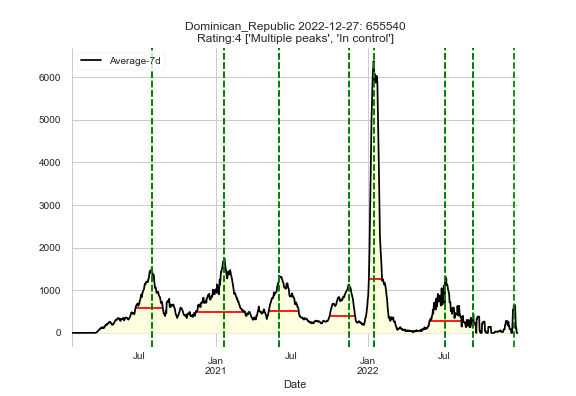 Dominican_Republic 2022-12-27: 655540
Rating:4 ['Multiple peaks', 'In control']
Average-7d
6000
5000
4000
3000
2000
1000
0
Jul
Jan
2021
Jul
Jan
2022
Jul
Date